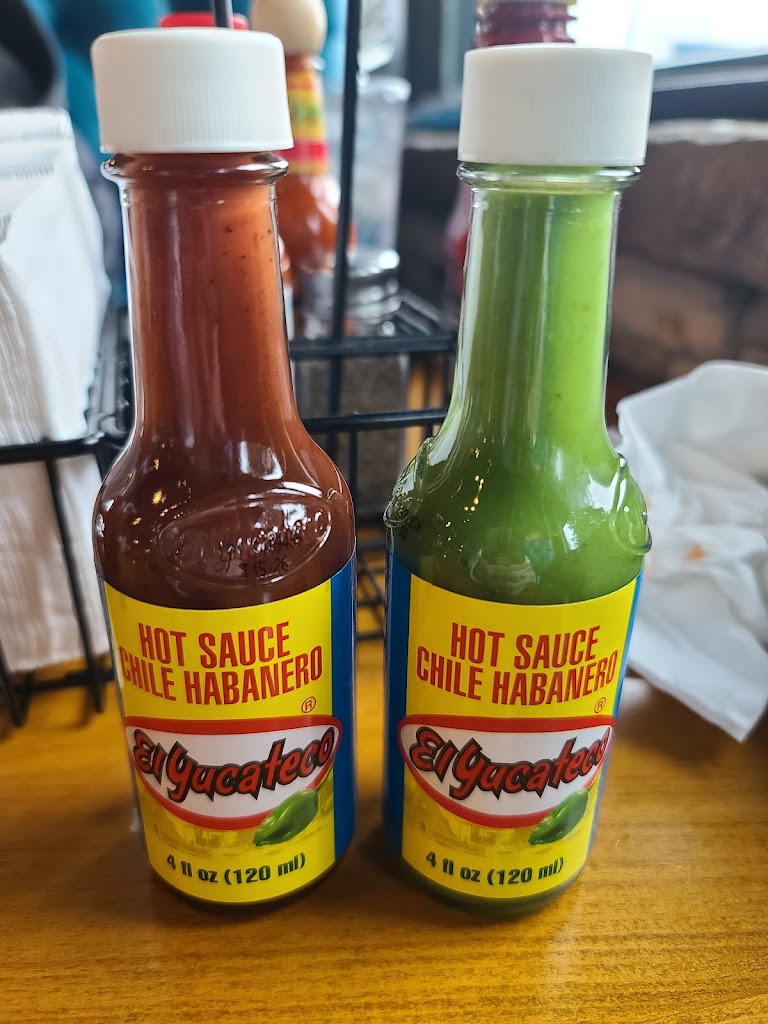 HOT SAUCE
CHILE HABANERO
®
El Yucateco
4 fl oz (120 ml)
HOT SAUCE
CHILE HABANERO
®
El Yucateco
4 fl oz (120 ml)